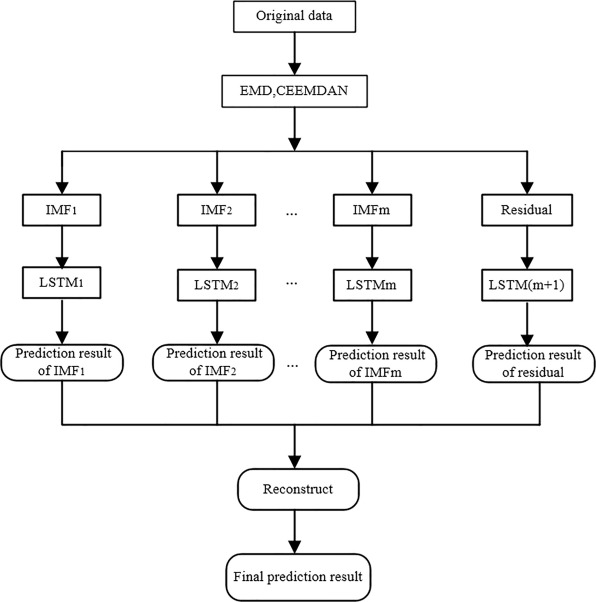 Original data
EMD,CEEMDAN
IMF1 IMF2 ... IMFm Residual
LSTM1 LSTM2 ... LSTMm LSTM(m+1)
Prediction result of IMF1
Prediction result of IMF2
...
Prediction result of IMFm
Prediction result of residual
Reconstruct
Final prediction result